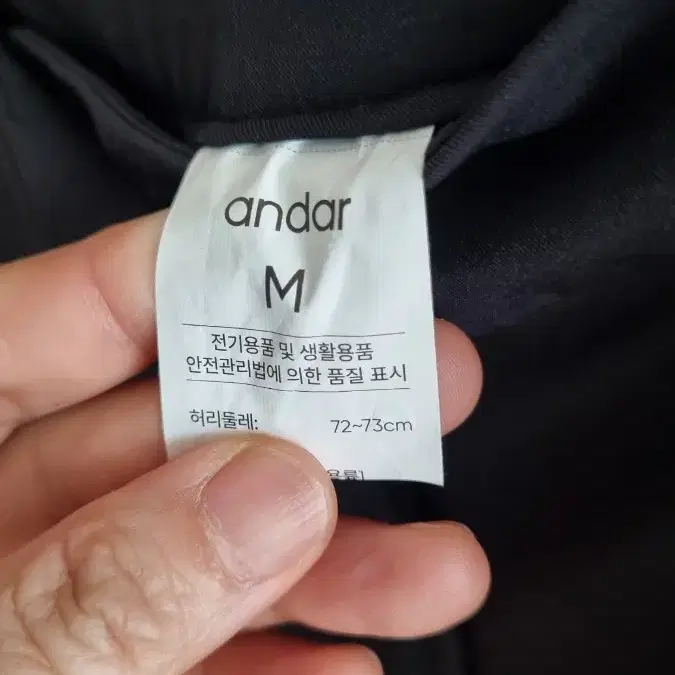 andar
M
전기용품 및 생활용품
안전관리법에 의한 품질 표시
허리둘레: 72~73cm